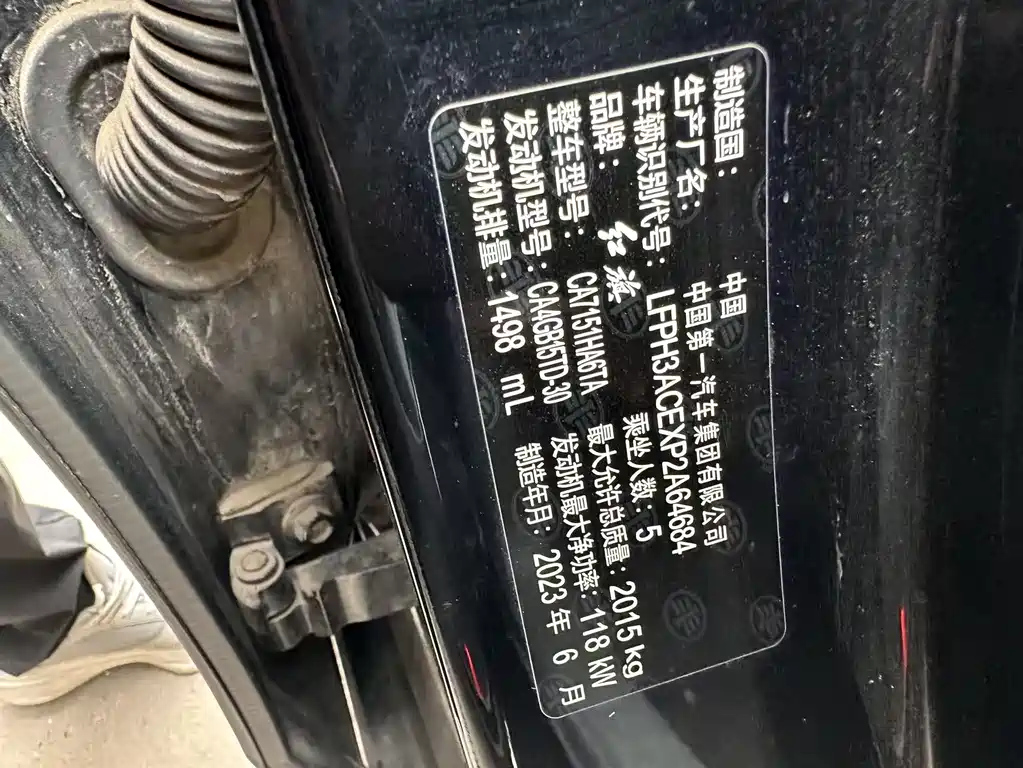 制造国: 中国
生产厂名: 中国第一汽车集团有限公司
车辆识别代号: LFPH3ACEXP2A64684
品牌: 红旗 乘坐人数: 5
整车型号: CA7151HA6TA 最大允许总质量: 2015 kg
发动机型号: CA4GB15TD-30 发动机最大净功率: 118 kW
发动机排量: 1498 mL 制造年月: 2023 年 6 月